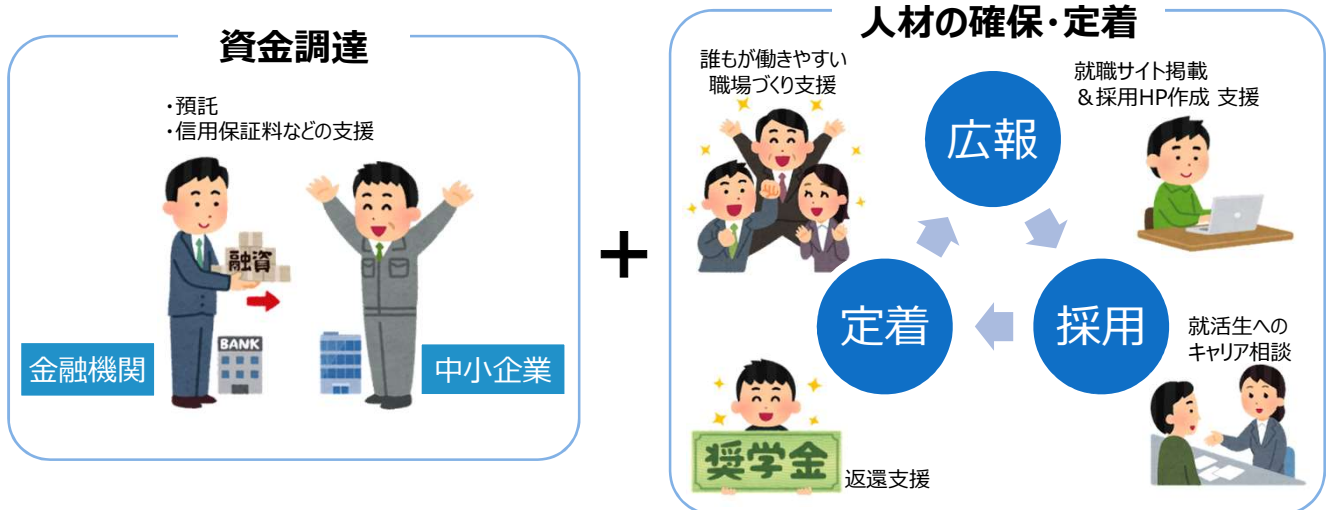 資金調達
・預託
・信用保証料などの支援
融資
BANK
金融機関
中小企業
+
人材の確保・定着
誰もが働きやすい
職場づくり支援
広報
就職サイト掲載
＆採用HP作成 支援
定着
採用
就活生への
キャリア相談
奨学金
返還支援